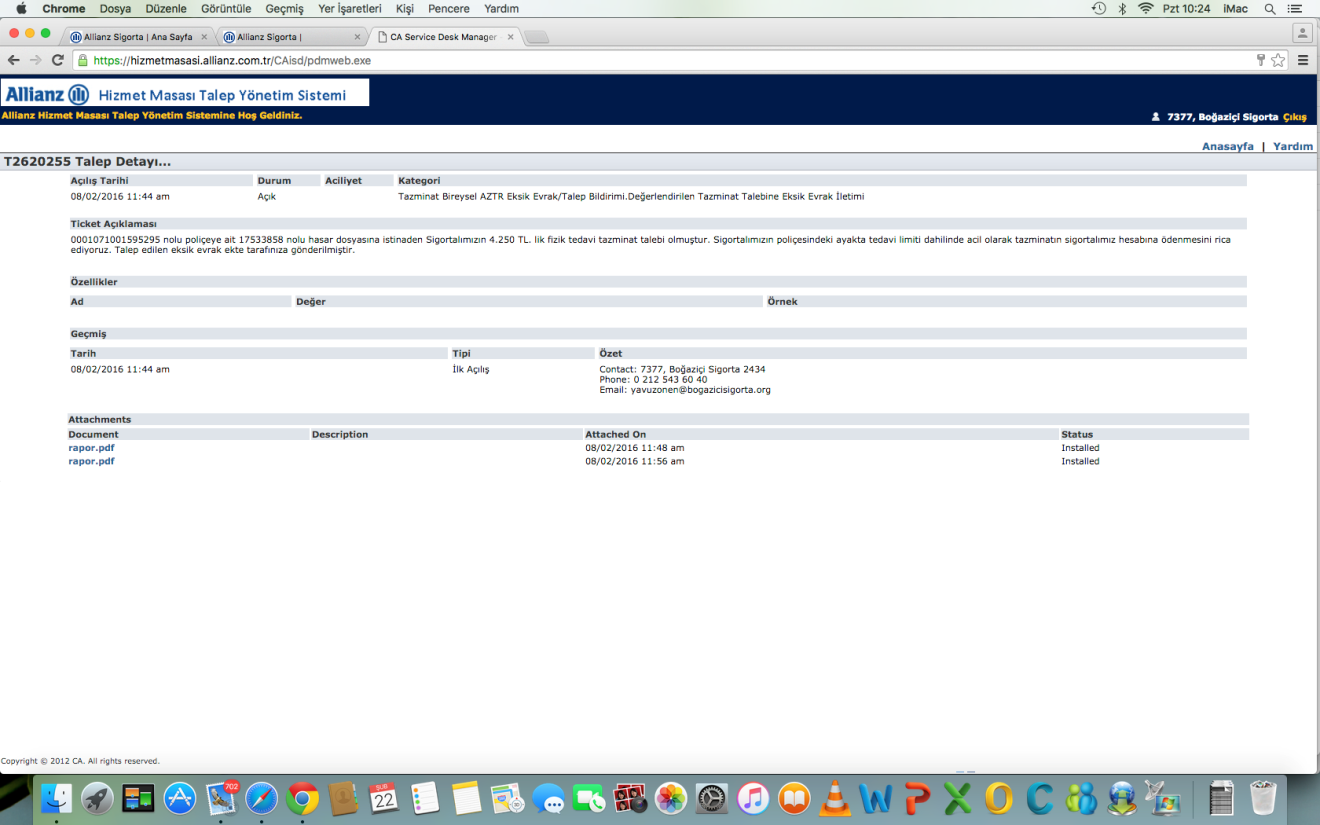 Chrome Dosya Düzenle Görüntüle Geçmiş Yer İşaretleri Kişi Pencere Yardım Pzt 10:24 iMac
Allianz Sigorta | Ana Sayfa × Allianz Sigorta | × CA Service Desk Manager ×
https://hizmetmasasi.allianz.com.tr/CAisd/pdmweb.exe
Allianz Hizmet Masası Talep Yönetim Sistemi
Allianz Hizmet Masası Talep Yönetim Sistemine Hoş Geldiniz.
7377, Boğaziçi Sigorta Çıkış
Anasayfa | Yardım
T2620255 Talep Detayı...
Açılış Tarihi Durum Aciliyet Kategori
08/02/2016 11:44 am Açık Tazminat Bireysel AZTR Eksik Evrak/Talep Bildirimi.Değerlendirilen Tazminat Talebine Eksik Evrak İletimi
Ticket Açıklaması
0001071001595295 nolu poliçeye ait 17533858 nolu hasar dosyasına istinaden Sigortalımızın 4.250 TL. lik fizik tedavi tazminat talebi olmuştur. Sigortalımızın poliçesindeki ayakta tedavi limiti dahilinde acil olarak tazminatın sigortalımız hesabına ödenmesini rica
ediyoruz. Talep edilen eksik evrak ekte tarafınıza gönderilmiştir.
Özellikler
Ad Değer Örnek
Geçmiş
Tarih Tipi Özet
08/02/2016 11:44 am İlk Açılış Contact: 7377, Boğaziçi Sigorta 2434
Phone: 0 212 543 60 40
Email: yavuzonen@bogazicisigorta.org
Attachments
Document Description Attached On Status
rapor.pdf 08/02/2016 11:48 am Installed
rapor.pdf 08/02/2016 11:56 am Installed
Copyright © 2012 CA. All rights reserved.
702
ŞUB
22